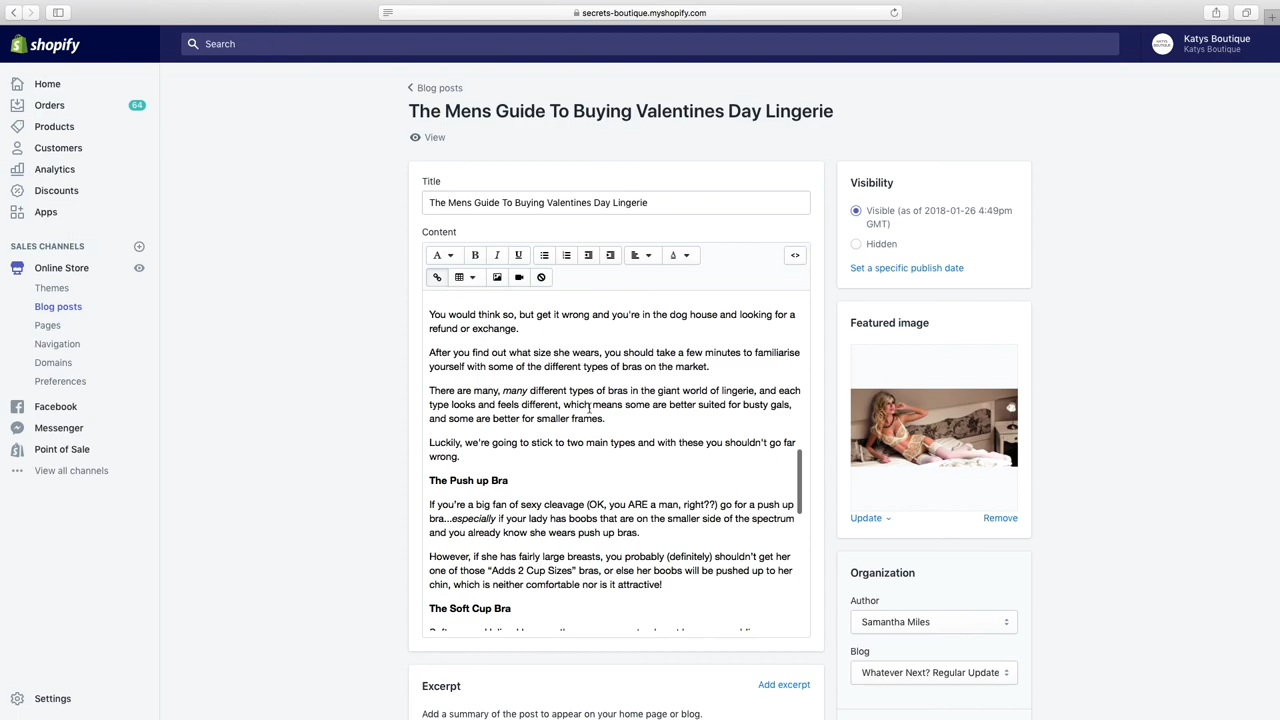 secrets-boutique.myshopify.com
shopify
Search
Katys Boutique
Katys Boutique
KATYS
BOUTIQUE
Home
Orders
64
Products
Customers
Analytics
Discounts
Apps
SALES CHANNELS
Online Store
Themes
Blog posts
Pages
Navigation
Domains
Preferences
Facebook
Messenger
Point of Sale
View all channels
Settings
Blog posts
The Mens Guide To Buying Valentines Day Lingerie
View
Title
The Mens Guide To Buying Valentines Day Lingerie
Content
A
B
I
U
A
<>
You would think so, but get it wrong and you're in the dog house and looking for a
refund or exchange.
After you find out what size she wears, you should take a few minutes to familiarise
yourself with some of the different types of bras on the market.
There are many, many different types of bras in the giant world of lingerie, and each
type looks and feels different, which means some are better suited for busty gals,
and some are better for smaller frames.
Luckily, we're going to stick to two main types and with these you shouldn't go far
wrong.
The Push up Bra
If you're a big fan of sexy cleavage (OK, you ARE a man, right??) go for a push up
bra...especially if your lady has boobs that are on the smaller side of the spectrum
and you already know she wears push up bras.
However, if she has fairly large breasts, you probably (definitely) shouldn't get her
one of those “Adds 2 Cup Sizes” bras, or else her boobs will be pushed up to her
chin, which is neither comfortable nor is it attractive!
The Soft Cup Bra
Excerpt
Add excerpt
Add a summary of the post to appear on your home page or blog.
Visibility
Visible (as of 2018-01-26 4:49pm
GMT)
Hidden
Set a specific publish date
Featured image
Update
Remove
Organization
Author
Samantha Miles
Blog
Whatever Next? Regular Update